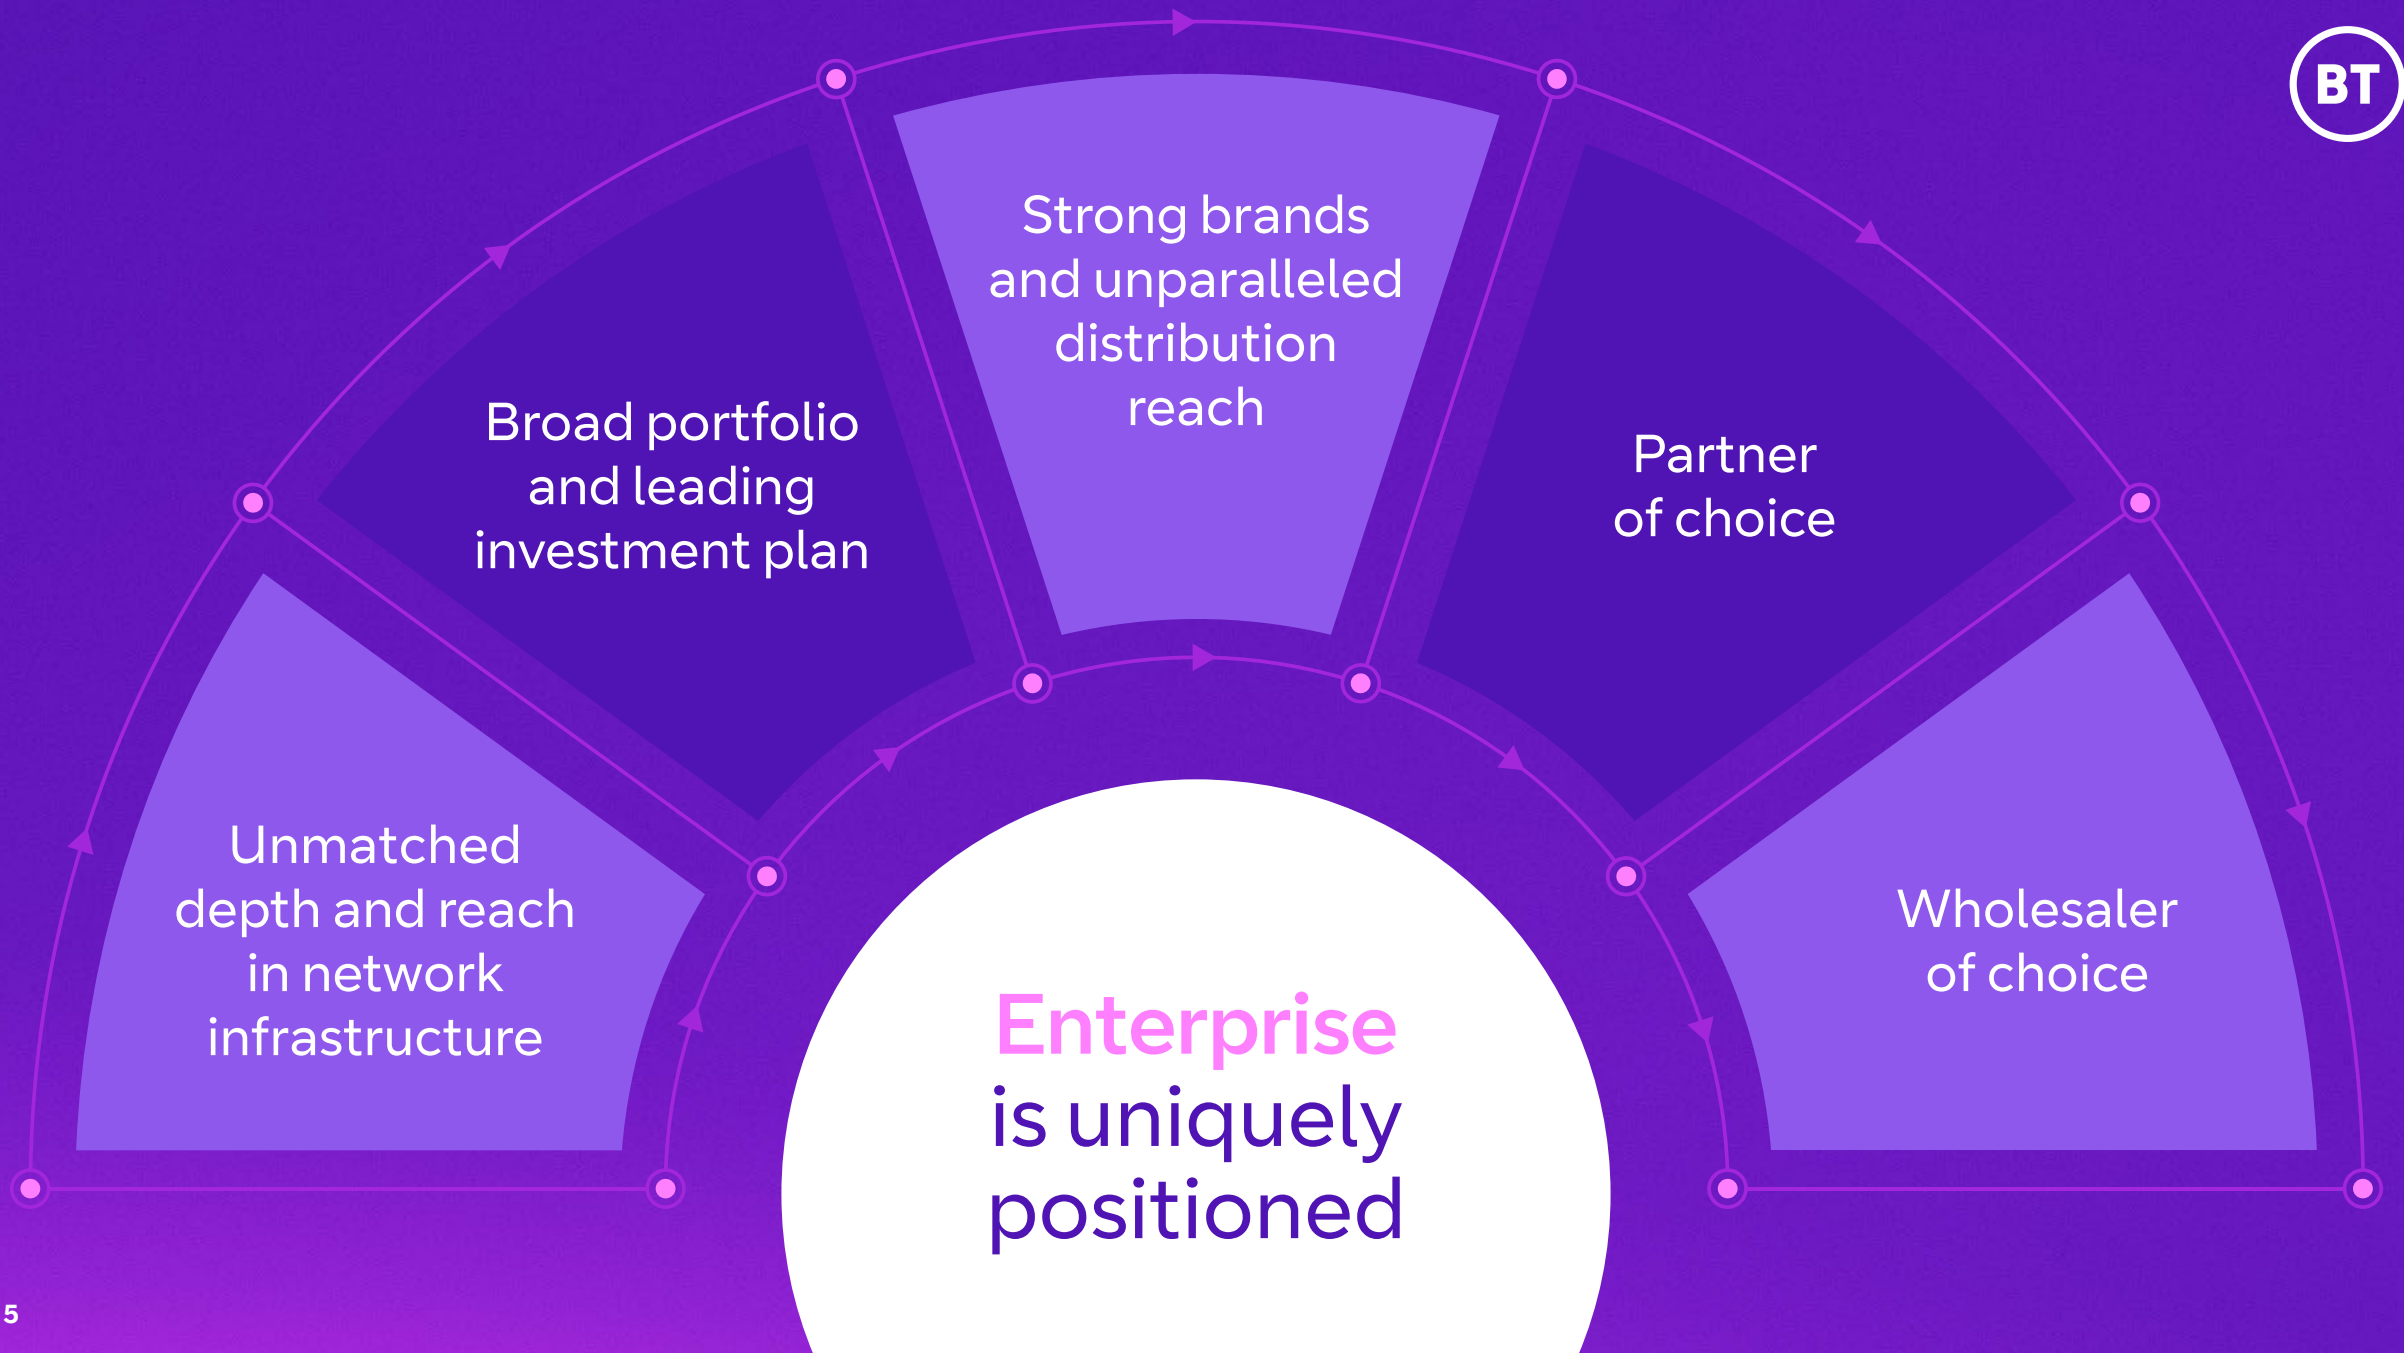 BT
Unmatched
depth and reach
in network
infrastructure
Broad portfolio
and leading
investment plan
Strong brands
and unparalleled
distribution
reach
Partner
of choice
Wholesaler
of choice
Enterprise
is uniquely
positioned
5